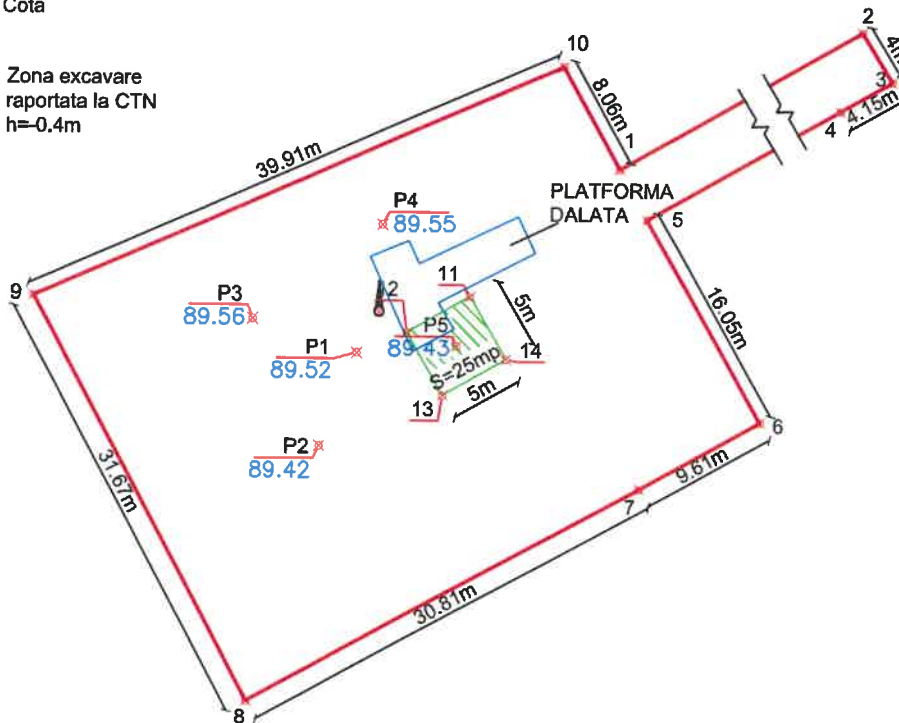 Cota
Zona excavare
raportata la CTN
h=-0.4m
2
4m
3
4.15m
4
10
8.06m
1
39.91m
PLATFORMA
DALATA
5
P4
89.55
9
P3
89.56
2
11
5m
16.05m
P1
89.52
P5
89.43
14
S=25mp
5m
13
P2
89.42
6
9.61m
7
31.67m
30.81m
8